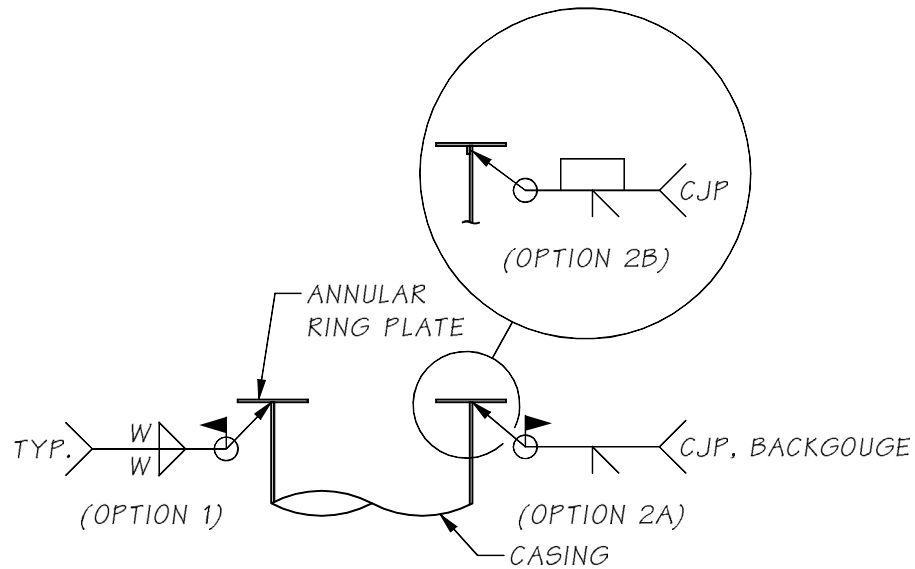 CJP
(OPTION 2B)
ANNULAR
RING PLATE
TYP.
W
W
(OPTION 1)
CJP, BACKGOUGE
(OPTION 2A)
CASING